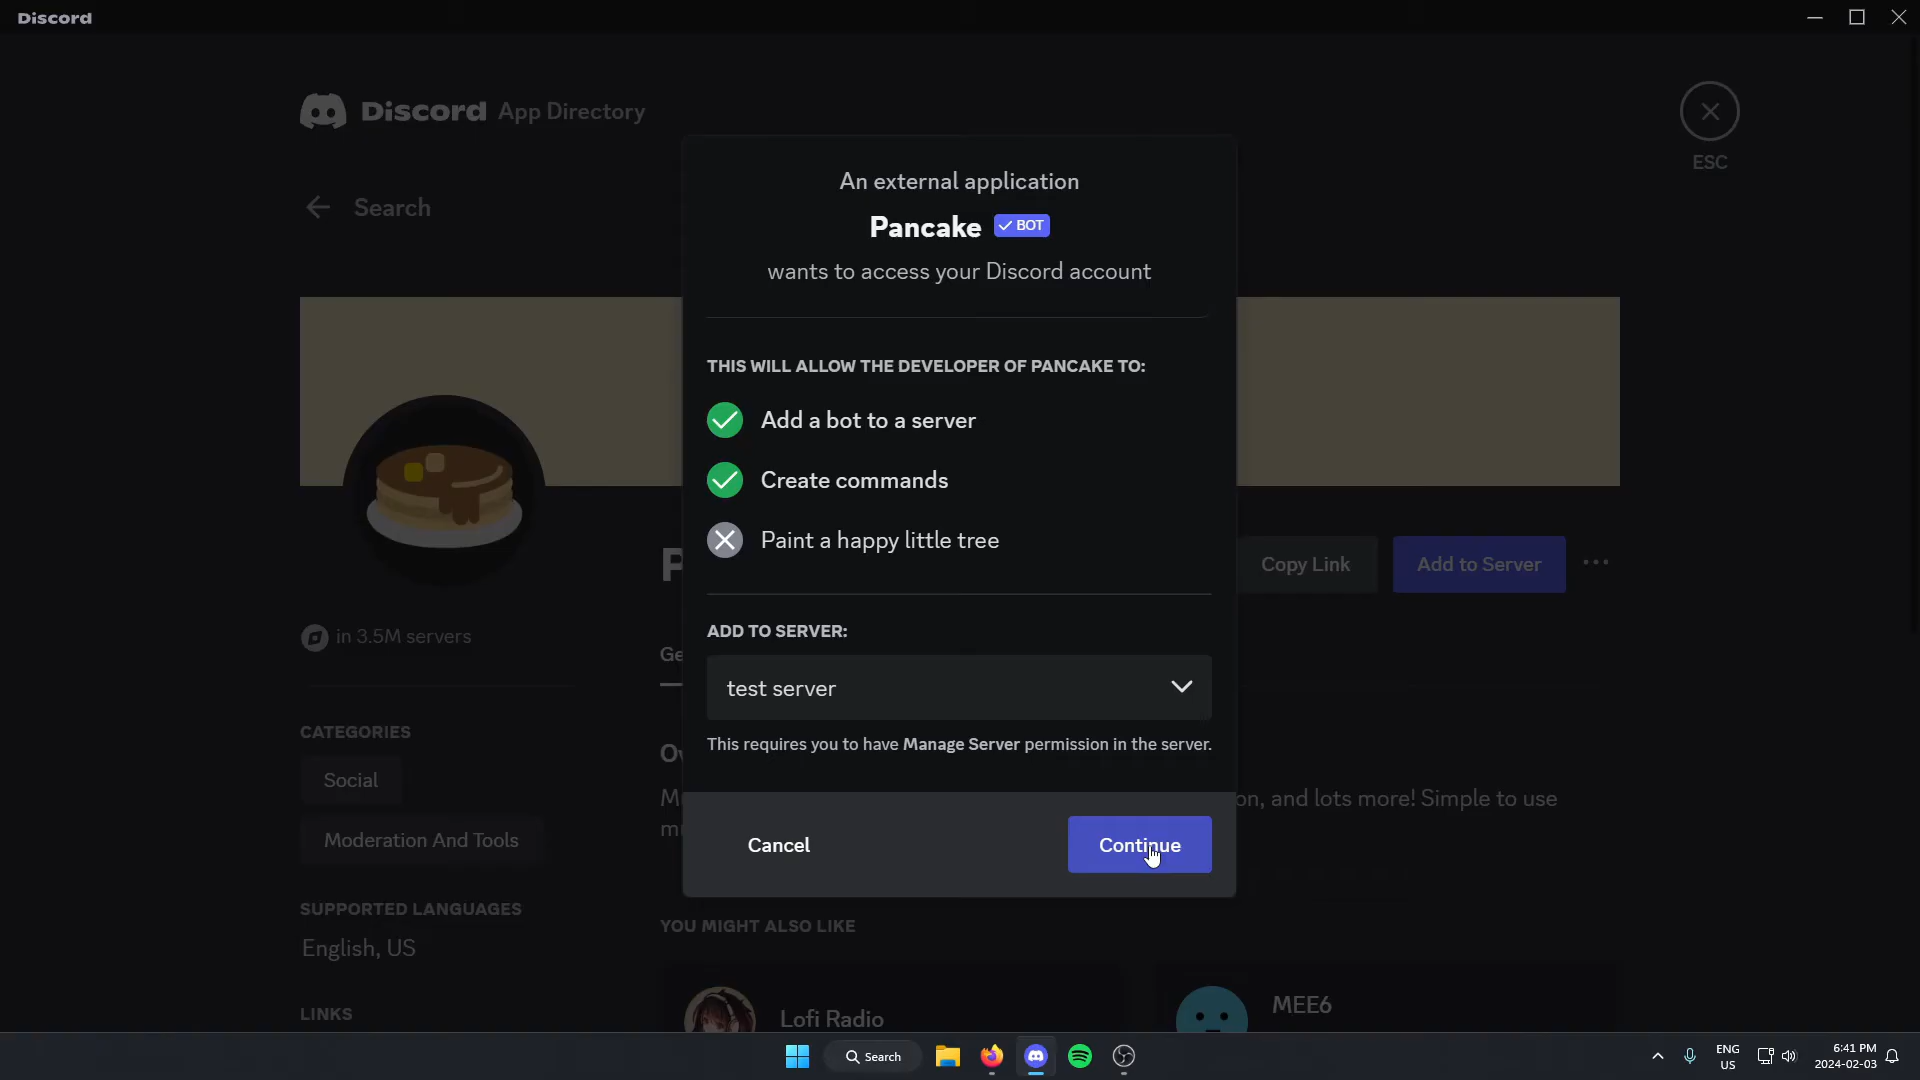 Discord
Discord App Directory
ESC
Search
An external application
Pancake BOT
wants to access your Discord account
THIS WILL ALLOW THE DEVELOPER OF PANCAKE TO:
Add a bot to a server
Create commands
Paint a happy little tree
Copy Link
Add to Server
in 3.5M servers
ADD TO SERVER:
test server
This requires you to have Manage Server permission in the server.
CATEGORIES
Social
Moderation And Tools
on, and lots more! Simple to use
Cancel
Continue
SUPPORTED LANGUAGES
English, US
YOU MIGHT ALSO LIKE
LINKS
Lofi Radio
MEE6
Search
ENG
US
6:41 PM
2024-02-03